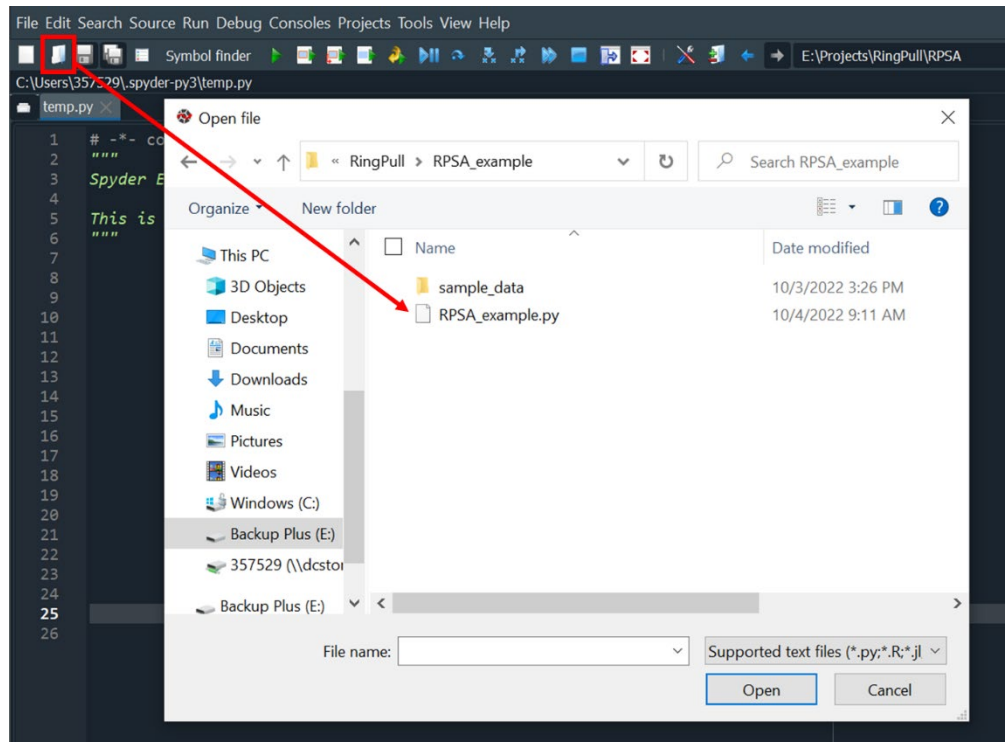 File Edit Search Source Run Debug Consoles Projects Tools View Help
Symbol finder E:\Projects\RingPull\RPSA
C:\Users\357529\.spyder-py3\temp.py
temp.py
Open file
« RingPull > RPSA_example Search RPSA_example
Organize New folder
Name Date modified
This PC
3D Objects
Desktop
Documents
Downloads
Music
Pictures
Videos
Windows (C:)
Backup Plus (E:)
357529 (\\dcstor
Backup Plus (E:)
sample_data 10/3/2022 3:26 PM
RPSA_example.py 10/4/2022 9:11 AM
File name: Supported text files (*.py;*.R;*.jl
Open Cancel
1 # -*- co
2 """
3 Spyder E
4
5 This is
6 """
7
8
9
10
11
12
13
14
15
16
17
18
19
20
21
22
23
24
25
26